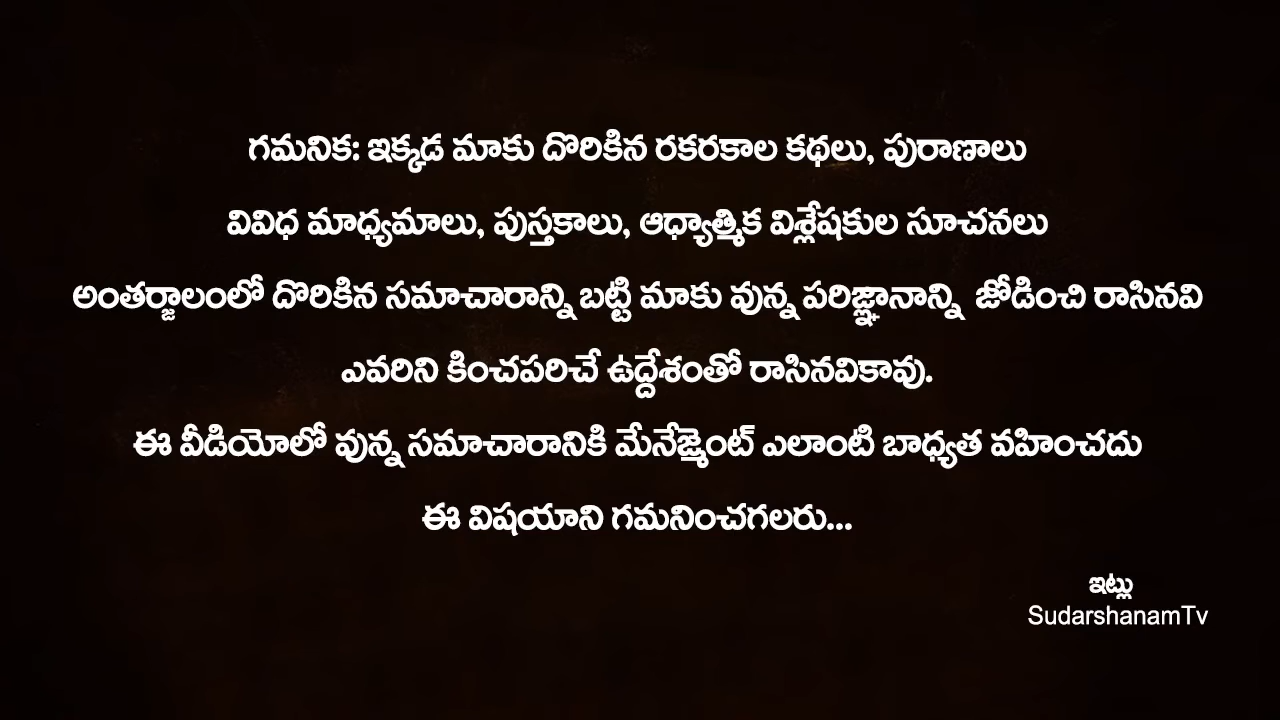 గమనిక: ఇక్కడ మాకు దొరికిన రకరకాల కథలు, పురాణాలు
వివిధ మాధ్యమాలు, పుస్తకాలు, ఆధ్యాత్మిక విశ్లేషకుల సూచనలు
అంతర్జాలంలో దొరికిన సమాచారాన్ని బట్టి మాకు వున్న పరిజ్ఞానాన్ని జోడించి రాసినవి
ఎవరిని కించపరిచే ఉద్దేశంతో రాసినవికావు.
ఈ వీడియోలో వున్న సమాచారానికి మేనేజ్మెంట్ ఎలాంటి బాధ్యత వహించదు
ఈ విషయాని గమనించగలరు...
ఇట్లు
SudarshanamTv